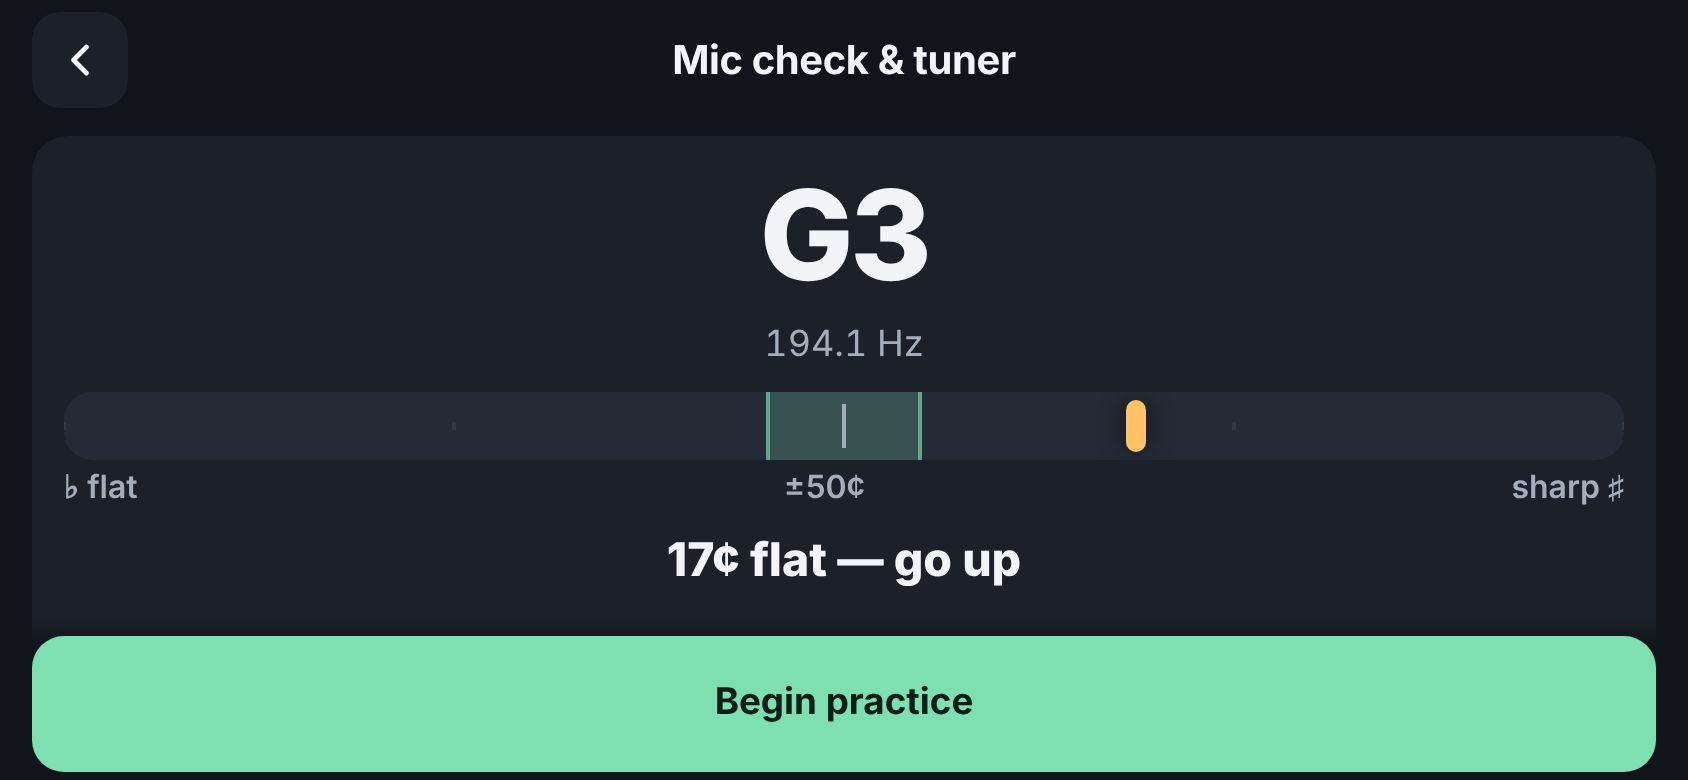 Mic check & tuner
G3
194.1 Hz
♭ flat ±50¢ sharp ♯
17¢ flat — go up
Begin practice